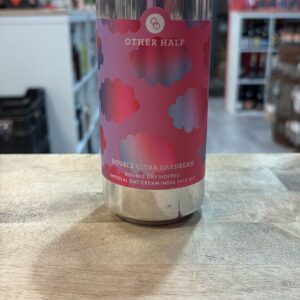 OTHER HALF
DOUBLE CITRA DAYDREAM
DOUBLE DRY HOPPED
IMPERIAL OAT CREAM INDIA PALE ALE